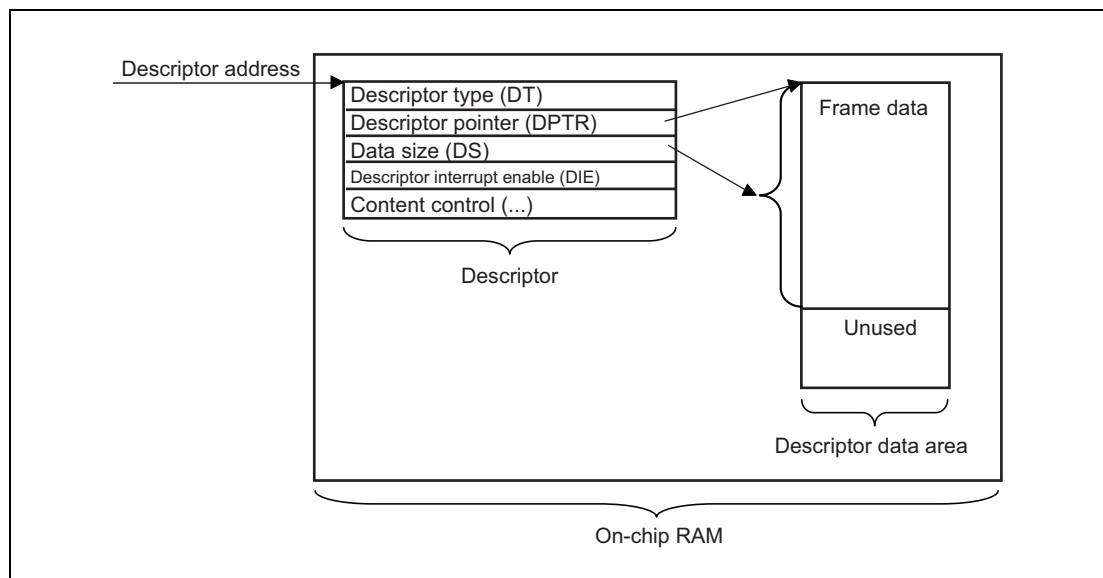 Descriptor address
Descriptor type (DT)
Descriptor pointer (DPTR)
Data size (DS)
Descriptor interrupt enable (DIE)
Content control (...)
Descriptor
Frame data
Unused
Descriptor data area
On-chip RAM